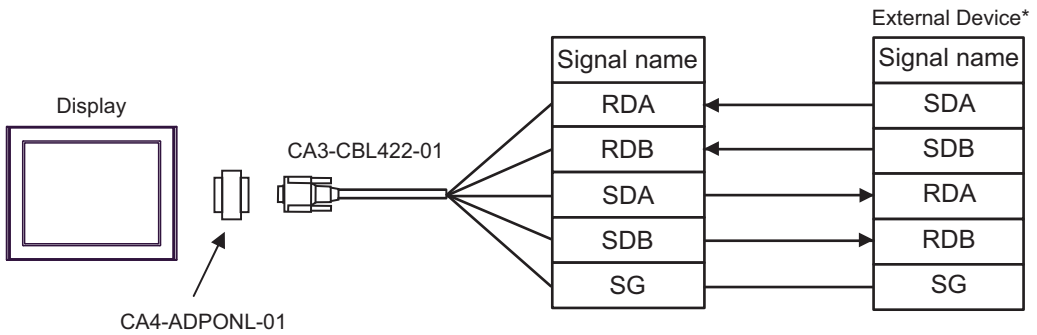 External Device*
Signal name
Signal name
Display
RDA
SDA
CA3-CBL422-01
RDB
SDB
SDA
RDA
SDB
RDB
SG
SG
CA4-ADPONL-01